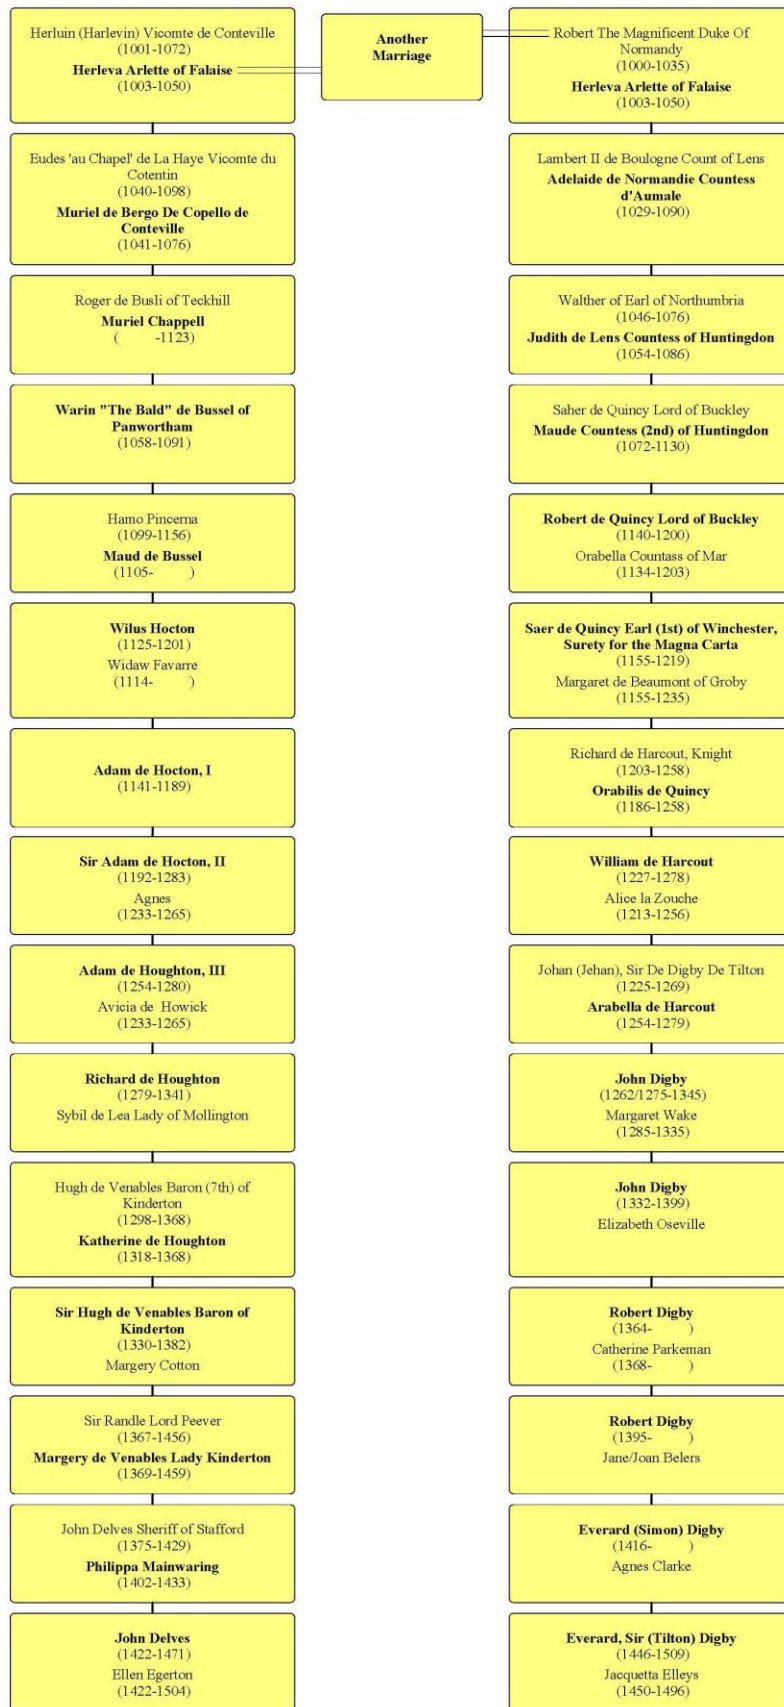 Herluin (Harlevin) Vicomte de Conteville
(1001-1072)
Herleva Arlette of Falaise
(1003-1050)
Another
Marriage
Robert The Magnificent Duke Of
Normandy
(1000-1035)
Herleva Arlette of Falaise
(1003-1050)
Eudes 'au Chapel' de La Haye Vicomte du
Cotentin
(1040-1098)
Muriel de Bergo De Copello de
Conteville
(1041-1076)
Lambert II de Boulogne Count of Lens
Adelaide de Normandie Countess
d'Aumale
(1029-1090)
Roger de Busli of Teckhill
Muriel Chappell
( -1123)
Walther of Earl of Northumbria
(1046-1076)
Judith de Lens Countess of Huntingdon
(1054-1086)
Warin "The Bald" de Bussel of
Panwortham
(1058-1091)
Saher de Quincy Lord of Buckley
Maude Countess (2nd) of Huntingdon
(1072-1130)
Hamo Pincerna
(1099-1156)
Maud de Bussel
(1105- )
Robert de Quincy Lord of Buckley
(1140-1200)
Orabella Countass of Mar
(1134-1203)
Wilus Hocton
(1125-1201)
Widaw Favarre
(1114- )
Saer de Quincy Earl (1st) of Winchester,
Surety for the Magna Carta
(1155-1219)
Margaret de Beaumont of Groby
(1155-1235)
Adam de Hocton, I
(1141-1189)
Richard de Harcout, Knight
(1203-1258)
Orabilis de Quincy
(1186-1258)
Sir Adam de Hocton, II
(1192-1283)
Agnes
(1233-1265)
William de Harcout
(1227-1278)
Alice la Zouche
(1213-1256)
Adam de Houghton, III
(1254-1280)
Avicia de Howick
(1233-1265)
Johan (Jehan), Sir De Digby De Tilton
(1225-1269)
Arabella de Harcout
(1254-1279)
Richard de Houghton
(1279-1341)
Sybil de Lea Lady of Mollington
John Digby
(1262/1275-1345)
Margaret Wake
(1285-1335)
Hugh de Venables Baron (7th) of
Kinderton
(1298-1368)
Katherine de Houghton
(1318-1368)
John Digby
(1332-1399)
Elizabeth Oseville
Sir Hugh de Venables Baron of
Kinderton
(1330-1382)
Margery Cotton
Robert Digby
(1364- )
Catherine Parkeman
(1368- )
Sir Randle Lord Peever
(1367-1456)
Margery de Venables Lady Kinderton
(1369-1459)
Robert Digby
(1395- )
Jane/Joan Belers
John Delves Sheriff of Stafford
(1375-1429)
Philippa Mainwaring
(1402-1433)
Everard (Simon) Digby
(1416- )
Agnes Clarke
John Delves
(1422-1471)
Ellen Egerton
(1422-1504)
Everard, Sir (Tilton) Digby
(1446-1509)
Jacquetta Elleys
(1450-1496)